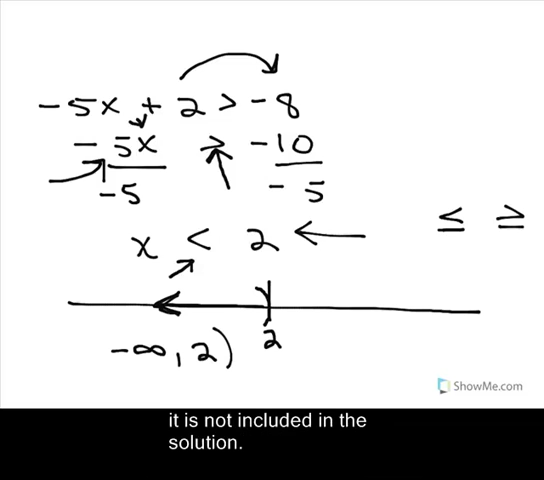 -5x + 2 > -8
-5x > -10
-5 -5
x < 2
≤ ≥
2
-∞, 2)
ShowMe.com
it is not included in the
solution.